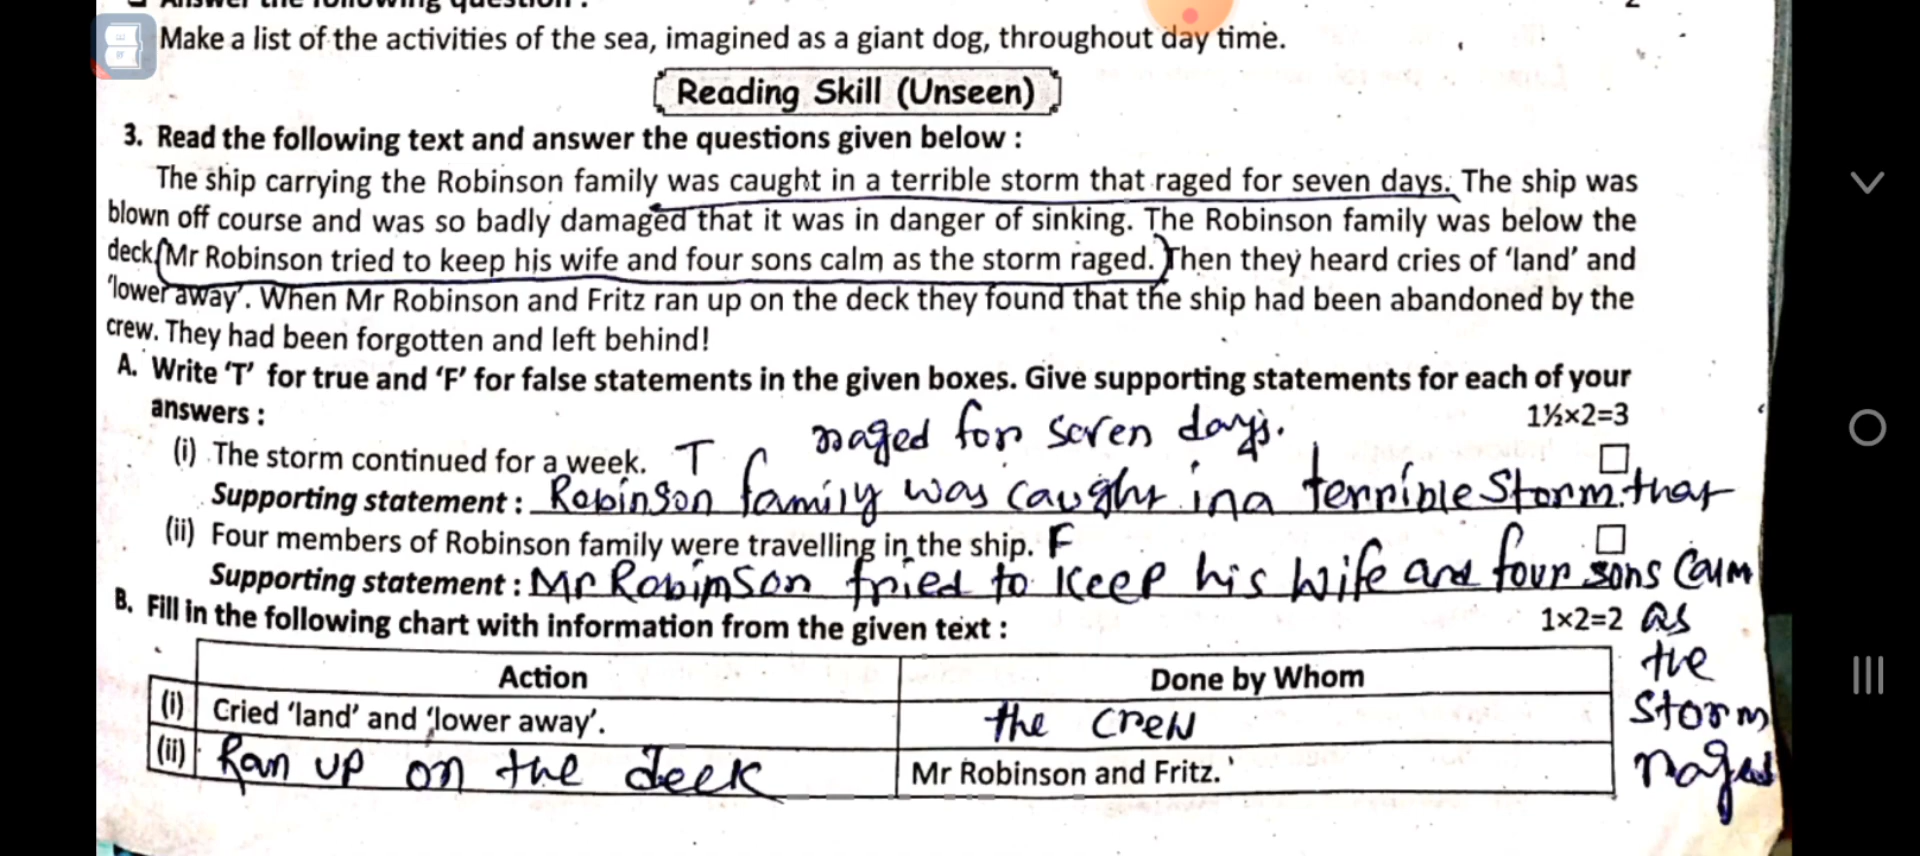 Make a list of the activities of the sea, imagined as a giant dog, throughout day time.
Reading Skill (Unseen)
3. Read the following text and answer the questions given below :
The ship carrying the Robinson family was caught in a terrible storm that raged for seven days. The ship was
blown off course and was so badly damaged that it was in danger of sinking. The Robinson family was below the
deck. Mr Robinson tried to keep his wife and four sons calm as the storm raged. Then they heard cries of ‘land’ and
‘lower away’. When Mr Robinson and Fritz ran up on the deck they found that the ship had been abandoned by the
crew. They had been forgotten and left behind!
A. Write ‘T’ for true and ‘F’ for false statements in the given boxes. Give supporting statements for each of your
answers : 1½×2=3
raged for seven days.
(i) The storm continued for a week. T
Supporting statement : Robinson family was caught in a terrible storm that
(ii) Four members of Robinson family were travelling in the ship. F
Supporting statement : Mr Robinson tried to keep his wife and four sons calm
as
the
storm
raged
B. Fill in the following chart with information from the given text : 1×2=2
Action Done by Whom
(i) Cried ‘land’ and ‘lower away’. the crew
(ii) Ran up on the deck Mr Robinson and Fritz.